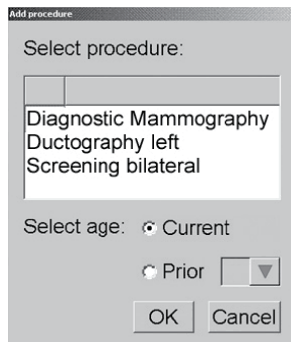 Add procedure
Select procedure:
Diagnostic Mammography
Ductography left
Screening bilateral
Select age: Current
Prior
OK Cancel